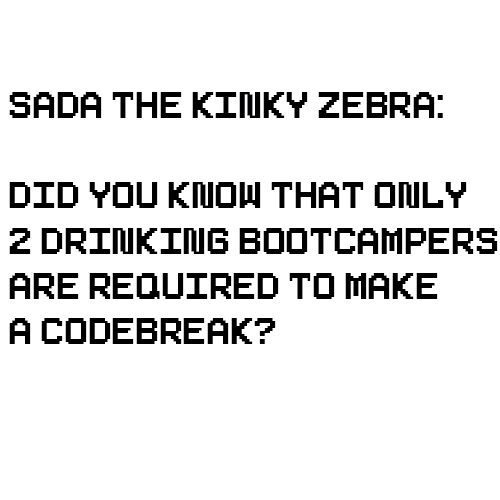 SADA THE KINKY ZEBRA:
DID YOU KNOW THAT ONLY
2 DRINKING BOOTCAMPERS
ARE REQUIRED TO MAKE
A CODEBREAK?